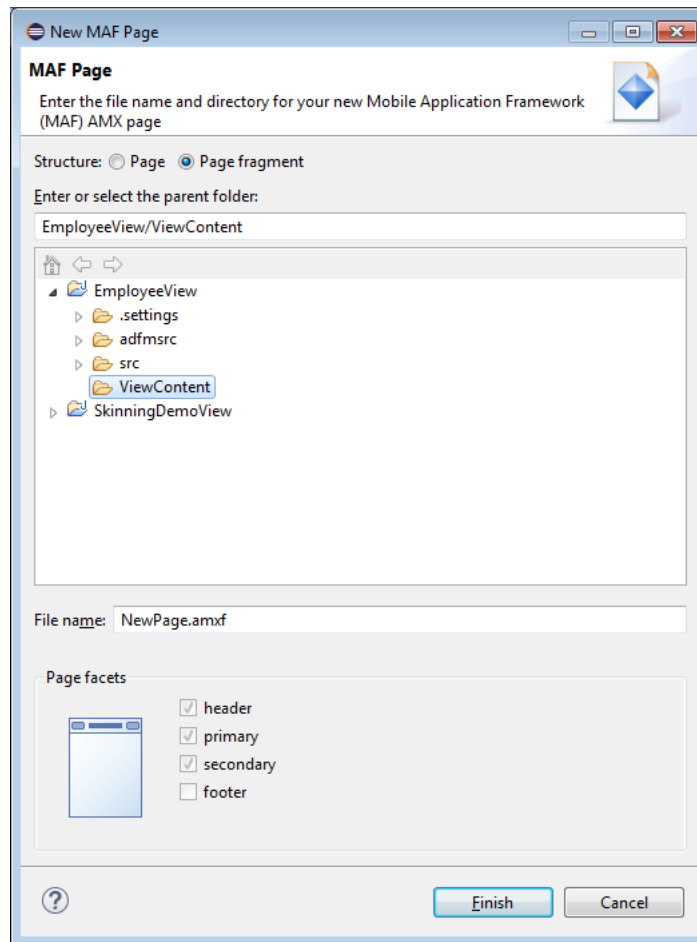 New MAF Page
MAF Page
Enter the file name and directory for your new Mobile Application Framework
(MAF) AMX page
Structure: Page Page fragment
Enter or select the parent folder:
EmployeeView/ViewContent
EmployeeView
.settings
adfmsrc
src
ViewContent
SkinningDemoView
File name: NewPage.amxf
Page facets
header
primary
secondary
footer
? Finish Cancel